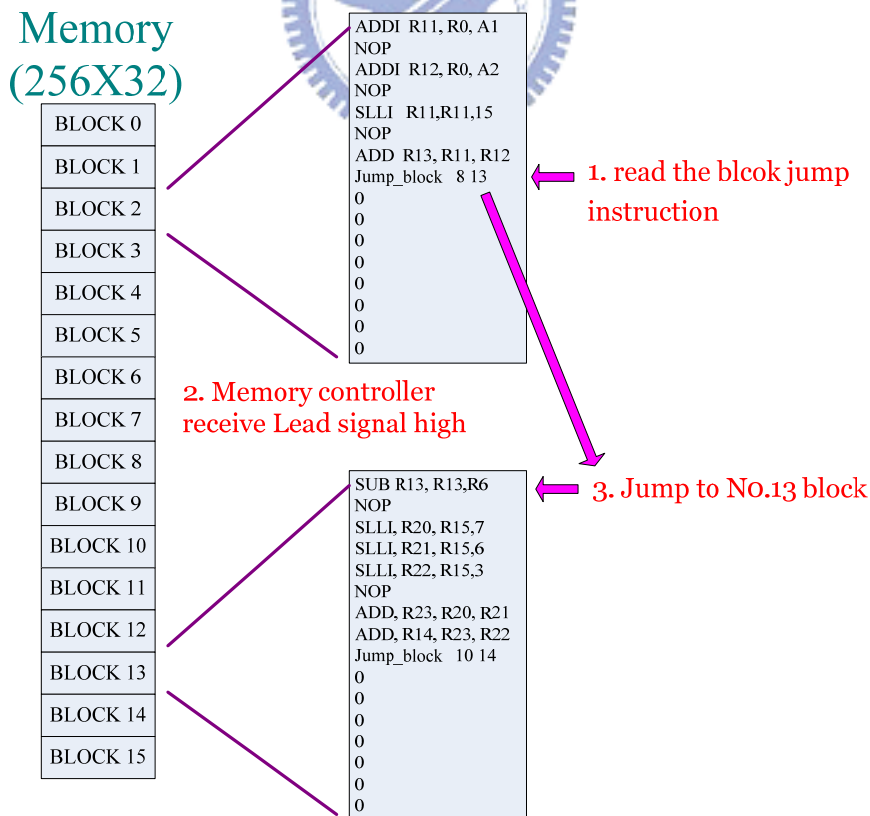 Memory
(256X32)
BLOCK 0
BLOCK 1
BLOCK 2
BLOCK 3
BLOCK 4
BLOCK 5
BLOCK 6
BLOCK 7
BLOCK 8
BLOCK 9
BLOCK 10
BLOCK 11
BLOCK 12
BLOCK 13
BLOCK 14
BLOCK 15
ADDI R11, R0, A1
NOP
ADDI R12, R0, A2
NOP
SLLI R11,R11,15
NOP
ADD R13, R11, R12
Jump_block 8 13
0
0
0
0
0
0
0
0
1. read the blcok jump
instruction
2. Memory controller
receive Lead signal high
SUB R13, R13,R6
NOP
SLLI, R20, R15,7
SLLI, R21, R15,6
SLLI, R22, R15,3
NOP
ADD, R23, R20, R21
ADD, R14, R23, R22
Jump_block 10 14
0
0
0
0
0
0
0
3. Jump to N0.13 block